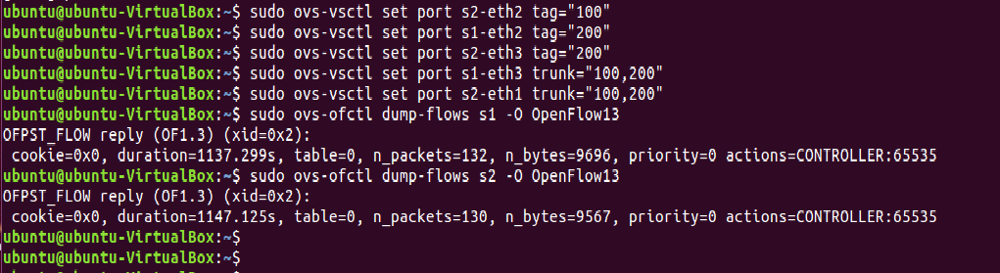 ubuntu@ubuntu-VirtualBox:~$ sudo ovs-vsctl set port s2-eth2 tag="100"
ubuntu@ubuntu-VirtualBox:~$ sudo ovs-vsctl set port s1-eth2 tag="200"
ubuntu@ubuntu-VirtualBox:~$ sudo ovs-vsctl set port s2-eth3 tag="200"
ubuntu@ubuntu-VirtualBox:~$ sudo ovs-vsctl set port s1-eth3 trunk="100,200"
ubuntu@ubuntu-VirtualBox:~$ sudo ovs-vsctl set port s2-eth1 trunk="100,200"
ubuntu@ubuntu-VirtualBox:~$ sudo ovs-ofctl dump-flows s1 -O OpenFlow13
OFPST_FLOW reply (OF1.3) (xid=0x2):
 cookie=0x0, duration=1137.299s, table=0, n_packets=132, n_bytes=9696, priority=0 actions=CONTROLLER:65535
ubuntu@ubuntu-VirtualBox:~$ sudo ovs-ofctl dump-flows s2 -O OpenFlow13
OFPST_FLOW reply (OF1.3) (xid=0x2):
 cookie=0x0, duration=1147.125s, table=0, n_packets=130, n_bytes=9567, priority=0 actions=CONTROLLER:65535
ubuntu@ubuntu-VirtualBox:~$
ubuntu@ubuntu-VirtualBox:~$